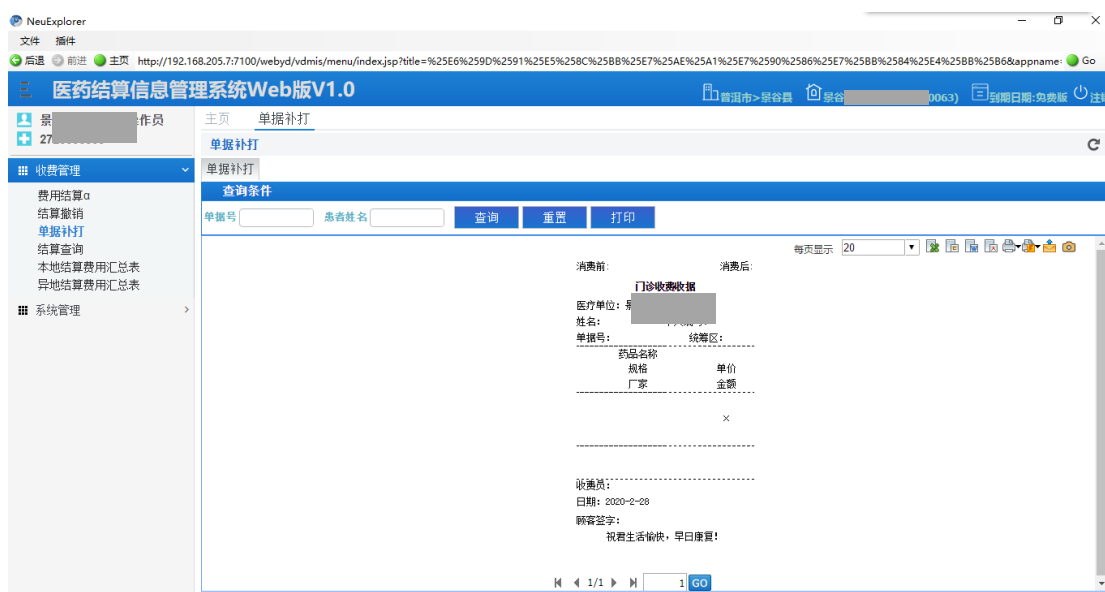 NeuExplorer
文件 插件
后退 前进 主页 http://192.168.205.7:7100/webyd/vdmis/menu/index.jsp?title=%25E6%259D%2591%25E5%258C%25BB%25E7%25AE%25A1%25E7%2590%2586%25E7%25BB%2584%25E4%25BB%25B6&appname= Go
医药结算信息管理系统Web版V1.0
普洱市>景谷县 景谷 0063) 到期日期:免费版
景 作员
27
主页 单据补打
单据补打
收费管理
单据补打
费用结算α
结算撤销
单据补打
结算查询
本地结算费用汇总表
异地结算费用汇总表
系统管理
查询条件
单据号 患者姓名 查询 重置 打印
每页显示 20
消费前: 消费后:
门诊收费收据
医疗单位:
姓名:
单据号: 统筹区:
药品名称
规格 单价
厂家 金额
×
收费员:
日期: 2020-2-28
顾客签字:
祝君生活愉快,早日康复!
1/1 1 GO